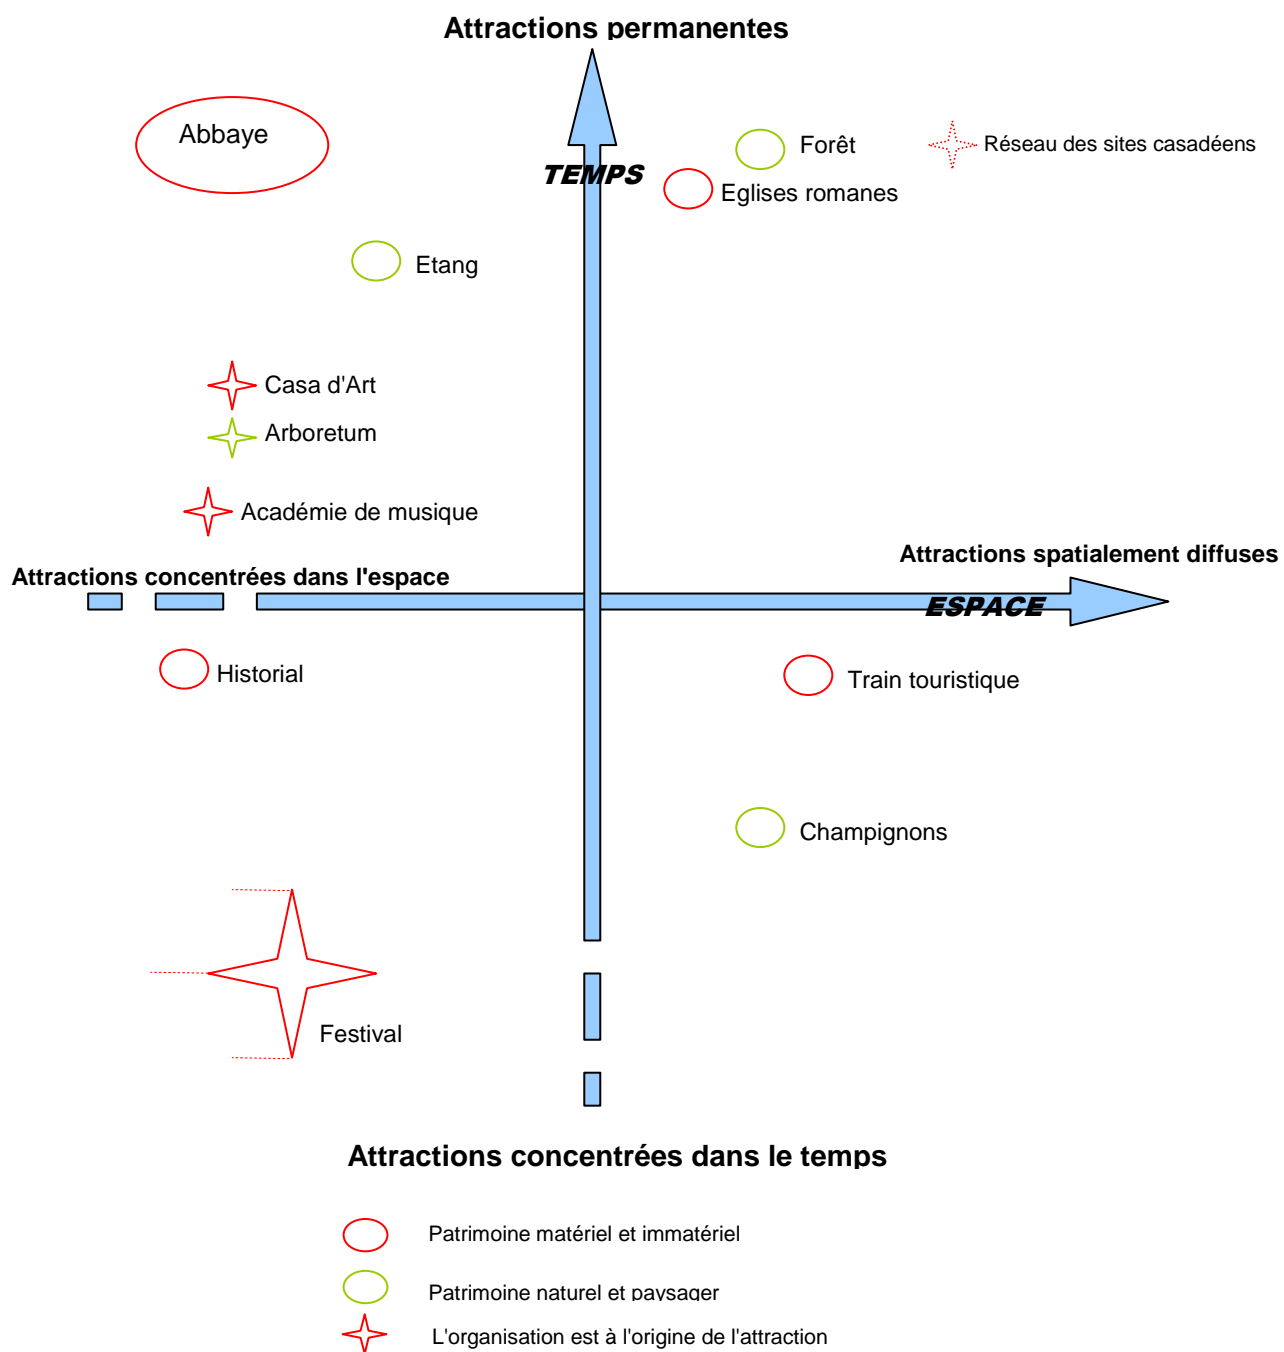 Attractions permanentes
Abbaye
Forêt
Réseau des sites casadéens
TEMPS
Eglises romanes
Etang
Casa d'Art
Arboretum
Académie de musique
Attractions spatialement diffuses
Attractions concentrées dans l'espace
ESPACE
Historial
Train touristique
Champignons
Festival
Attractions concentrées dans le temps
Patrimoine matériel et immatériel
Patrimoine naturel et paysager
L'organisation est à l'origine de l'attraction